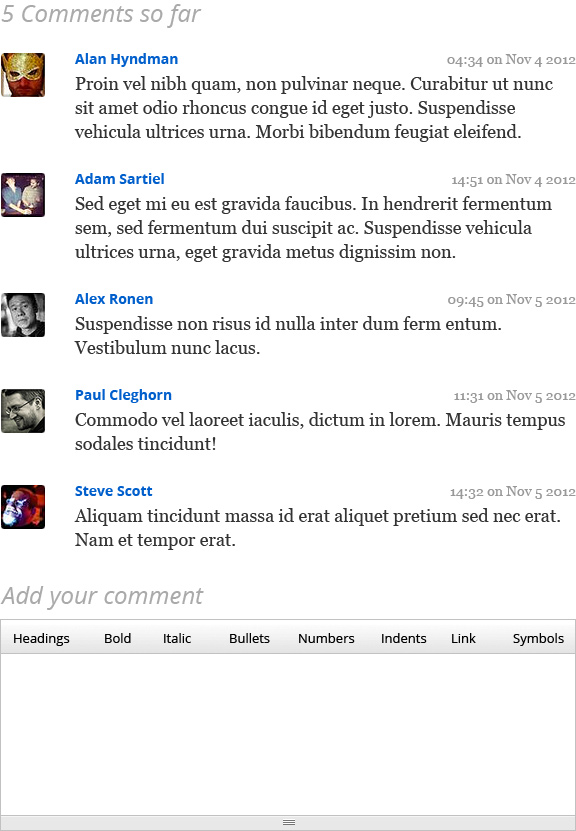 5 Comments so far
Alan Hyndman 04:34 on Nov 4 2012
Proin vel nibh quam, non pulvinar neque. Curabitur ut nunc
sit amet odio rhoncus congue id eget justo. Suspendisse
vehicula ultrices urna. Morbi bibendum feugiat eleifend.
Adam Sartiel 14:51 on Nov 4 2012
Sed eget mi eu est gravida faucibus. In hendrerit fermentum
sem, sed fermentum dui suscipit ac. Suspendisse vehicula
ultrices urna, eget gravida metus dignissim non.
Alex Ronen 09:45 on Nov 5 2012
Suspendisse non risus id nulla inter dum ferm entum.
Vestibulum nunc lacus.
Paul Cleghorn 11:31 on Nov 5 2012
Commodo vel laoreet iaculis, dictum in lorem. Mauris tempus
sodales tincidunt!
Steve Scott 14:32 on Nov 5 2012
Aliquam tincidunt massa id erat aliquet pretium sed nec erat.
Nam et tempor erat.
Add your comment
Headings Bold Italic Bullets Numbers Indents Link Symbols